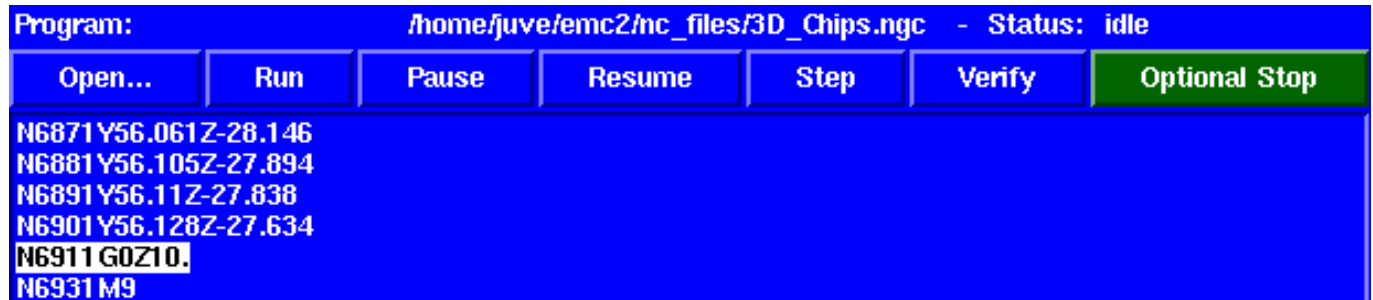 Program: /home/juve/emc2/nc_files/3D_Chips.ngc - Status: idle
Open... Run Pause Resume Step Verify Optional Stop
N6871Y56.061Z-28.146
N6881Y56.105Z-27.894
N6891Y56.11Z-27.838
N6901Y56.128Z-27.634
N6911G0Z10.
N6931M9